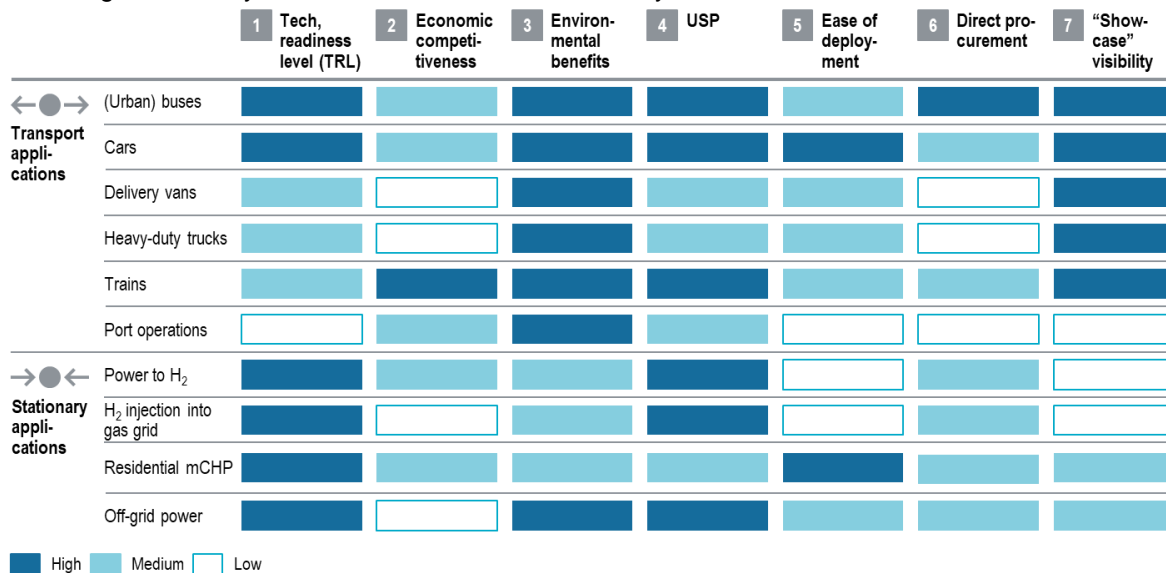 1 Tech, readiness level (TRL)
2 Economic competi-tiveness
3 Environ-mental benefits
4 USP
5 Ease of deploy-ment
6 Direct pro-curement
7 “Show-case” visibility
Transport appli-cations
(Urban) buses
Cars
Delivery vans
Heavy-duty trucks
Trains
Port operations
Stationary appli-cations
Power to H2
H2 injection into gas grid
Residential mCHP
Off-grid power
High Medium Low